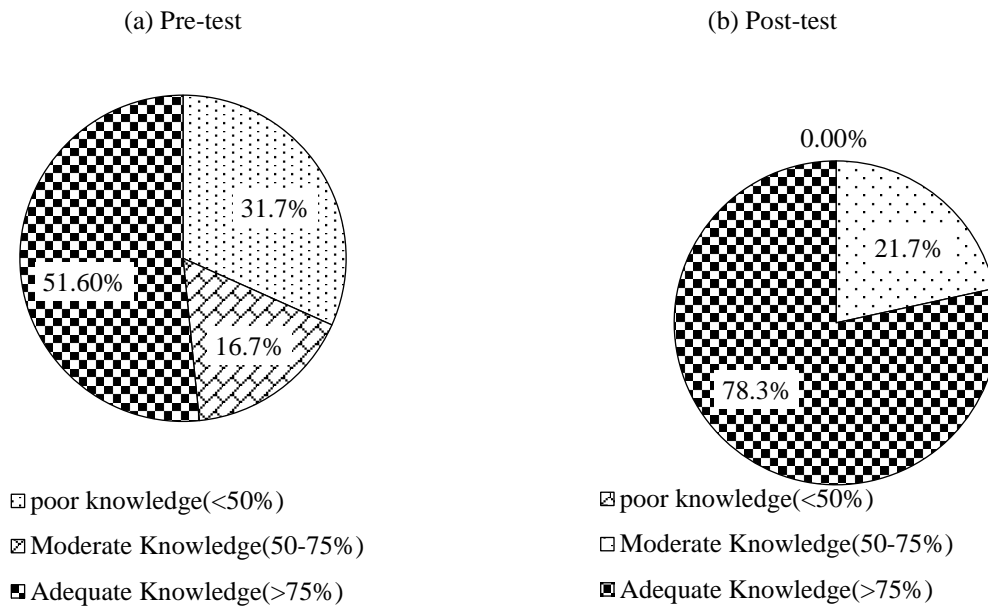 (a) Pre-test
31.7%
51.60%
16.7%
poor knowledge(<50%)
Moderate Knowledge(50-75%)
Adequate Knowledge(>75%)
(b) Post-test
0.00%
21.7%
78.3%
poor knowledge(<50%)
Moderate Knowledge(50-75%)
Adequate Knowledge(>75%)